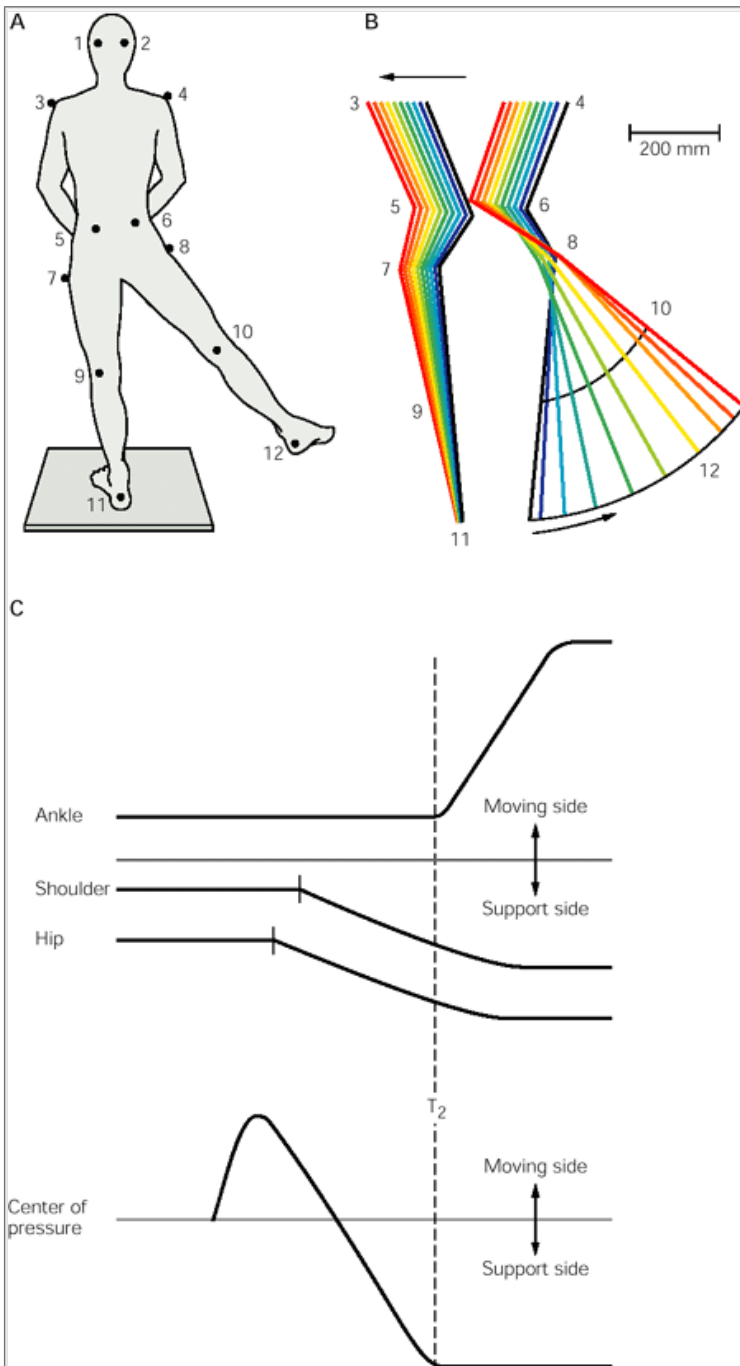 A
1
2
3
4
5
6
7
8
9
10
11
12
B
3
4
200 mm
5
6
7
8
9
10
11
12
C
Ankle
Moving side
Support side
Shoulder
Hip
T2
Center of
pressure
Moving side
Support side